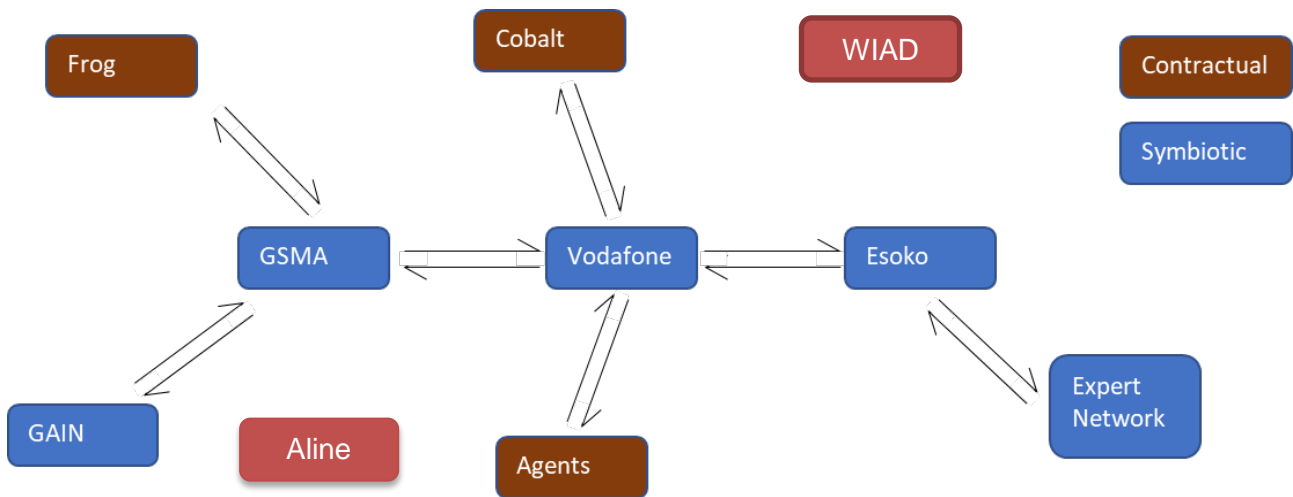 Cobalt
WIAD
Frog
Contractual
Symbiotic
GSMA
Vodafone
Esoko
Expert
Network
GAIN
Aline
Agents